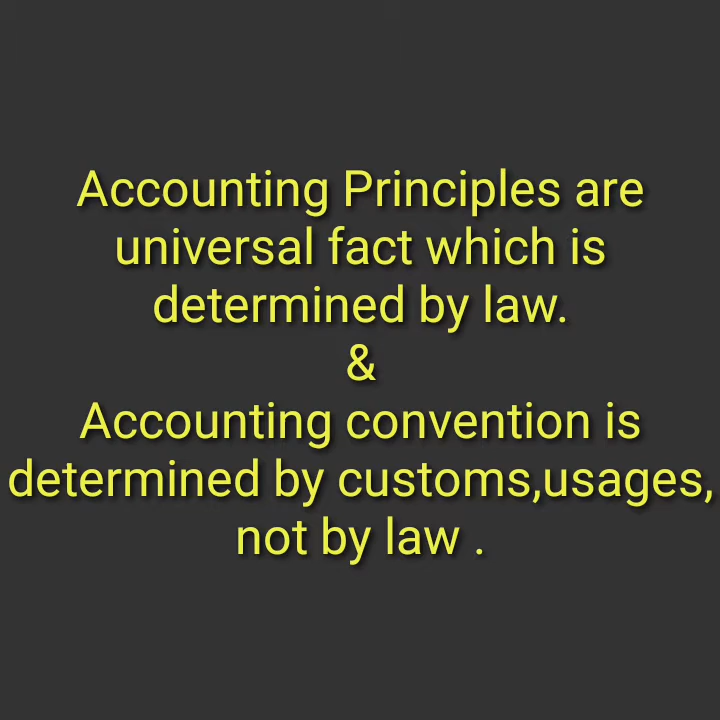 Accounting Principles are
universal fact which is
determined by law.
&
Accounting convention is
determined by customs,usages,
not by law .